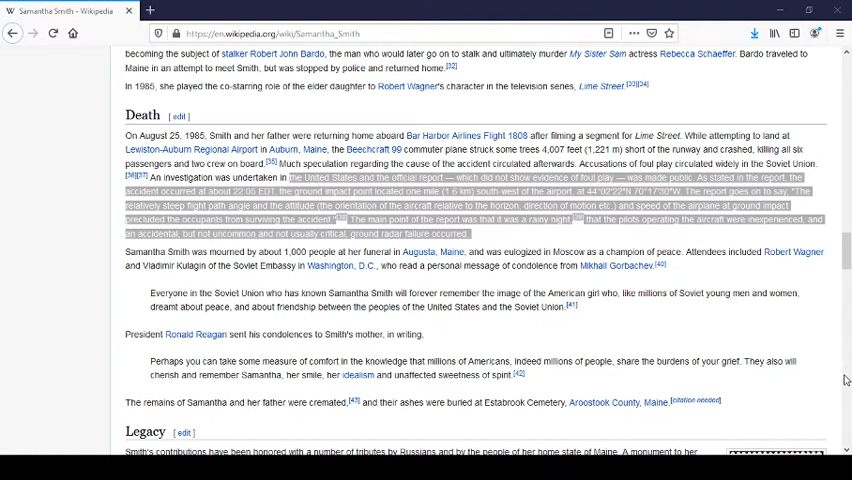 Samantha Smith - Wikipedia
https://en.wikipedia.org/wiki/Samantha_Smith
becoming the subject of stalker Robert John Bardo, the man who would later go on to stalk and ultimately murder My Sister Sam actress Rebecca Schaeffer. Bardo traveled to
Maine in an attempt to meet Smith, but was stopped by police and returned home.[32]
In 1985, she played the co-starring role of the elder daughter to Robert Wagner's character in the television series, Lime Street.[33][34]
Death [ edit ]
On August 25, 1985, Smith and her father were returning home aboard Bar Harbor Airlines Flight 1808 after filming a segment for Lime Street. While attempting to land at
Lewiston-Auburn Regional Airport in Auburn, Maine, the Beechcraft 99 commuter plane struck some trees 4,007 feet (1,221 m) short of the runway and crashed, killing all six
passengers and two crew on board.[35] Much speculation regarding the cause of the accident circulated afterwards. Accusations of foul play circulated widely in the Soviet Union.
[36][37] An investigation was undertaken in the United States and the official report — which did not show evidence of foul play — was made public. As stated in the report, the
accident occurred at about 22:05 EDT, the ground impact point located one mile (1.6 km) south-west of the airport, at 44°02′22″N 70°17′30″W. The report goes on to say, "The
relatively steep flight path angle and the attitude (the orientation of the aircraft relative to the horizon, direction of motion etc.) and speed of the airplane at ground impact
precluded the occupants from surviving the accident."[38] The main point of the report was that it was a rainy night,[39] that the pilots operating the aircraft were inexperienced, and
an accidental, but not uncommon and not usually critical, ground radar failure occurred.
Samantha Smith was mourned by about 1,000 people at her funeral in Augusta, Maine, and was eulogized in Moscow as a champion of peace. Attendees included Robert Wagner
and Vladimir Kulagin of the Soviet Embassy in Washington, D.C., who read a personal message of condolence from Mikhail Gorbachev.[40]
Everyone in the Soviet Union who has known Samantha Smith will forever remember the image of the American girl who, like millions of Soviet young men and women,
dreamt about peace, and about friendship between the peoples of the United States and the Soviet Union.[41]
President Ronald Reagan sent his condolences to Smith's mother, in writing,
Perhaps you can take some measure of comfort in the knowledge that millions of Americans, indeed millions of people, share the burdens of your grief. They also will
cherish and remember Samantha, her smile, her idealism and unaffected sweetness of spirit.[42]
The remains of Samantha and her father were cremated,[43] and their ashes were buried at Estabrook Cemetery, Aroostook County, Maine.[citation needed]
Legacy [ edit ]
Smith's contributions have been honored with a number of tributes by Russians and by the people of her home state of Maine. A monument to her